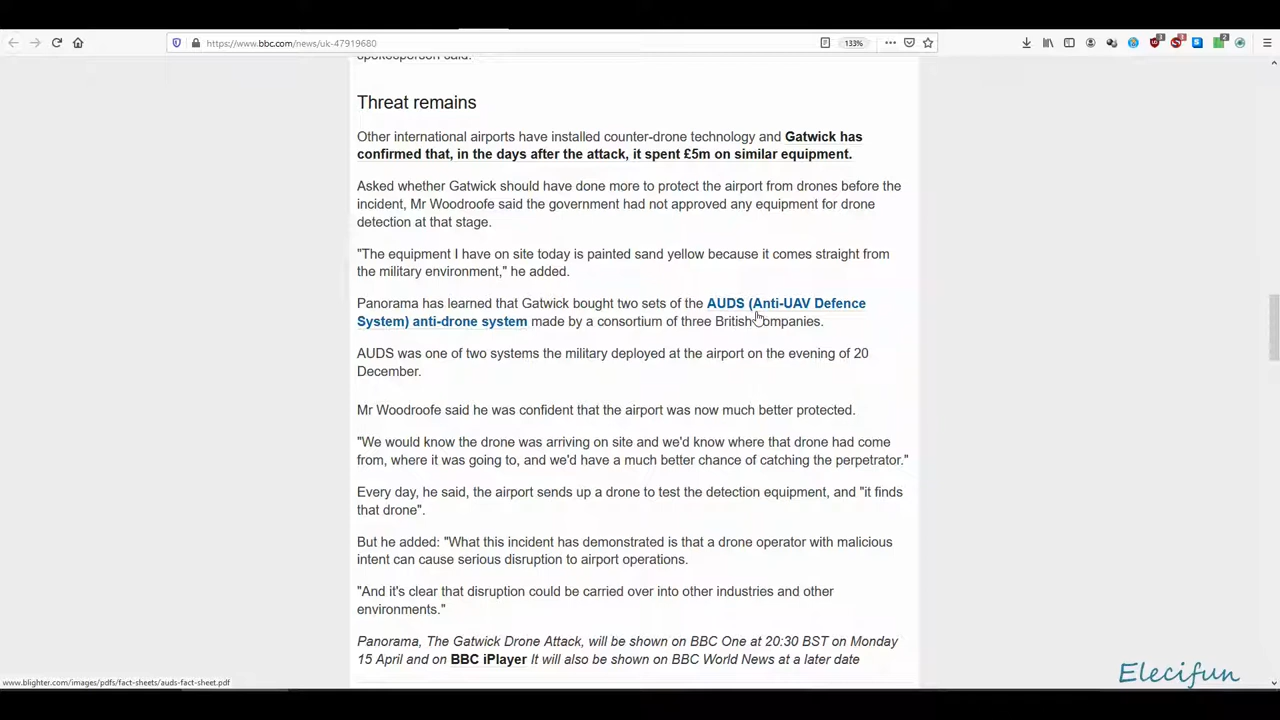 https://www.bbc.com/news/uk-47919680
133%
Threat remains
Other international airports have installed counter-drone technology and Gatwick has
confirmed that, in the days after the attack, it spent £5m on similar equipment.
Asked whether Gatwick should have done more to protect the airport from drones before the
incident, Mr Woodroofe said the government had not approved any equipment for drone
detection at that stage.
"The equipment I have on site today is painted sand yellow because it comes straight from
the military environment," he added.
Panorama has learned that Gatwick bought two sets of the AUDS (Anti-UAV Defence
System) anti-drone system made by a consortium of three British companies.
AUDS was one of two systems the military deployed at the airport on the evening of 20
December.
Mr Woodroofe said he was confident that the airport was now much better protected.
"We would know the drone was arriving on site and we'd know where that drone had come
from, where it was going to, and we'd have a much better chance of catching the perpetrator."
Every day, he said, the airport sends up a drone to test the detection equipment, and "it finds
that drone".
But he added: "What this incident has demonstrated is that a drone operator with malicious
intent can cause serious disruption to airport operations.
"And it's clear that disruption could be carried over into other industries and other
environments."
Panorama, The Gatwick Drone Attack, will be shown on BBC One at 20:30 BST on Monday
15 April and on BBC iPlayer It will also be shown on BBC World News at a later date
Elecifun
www.blighter.com/images/pdfs/fact-sheets/auds-fact-sheet.pdf